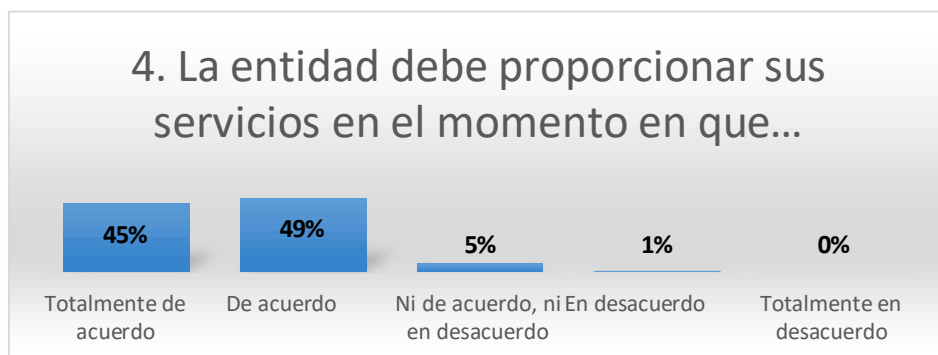 4. La entidad debe proporcionar sus
servicios en el momento en que...
45%
49%
5%
1%
0%
Totalmente de
acuerdo
De acuerdo
Ni de acuerdo, ni
en desacuerdo
En desacuerdo
Totalmente en
desacuerdo